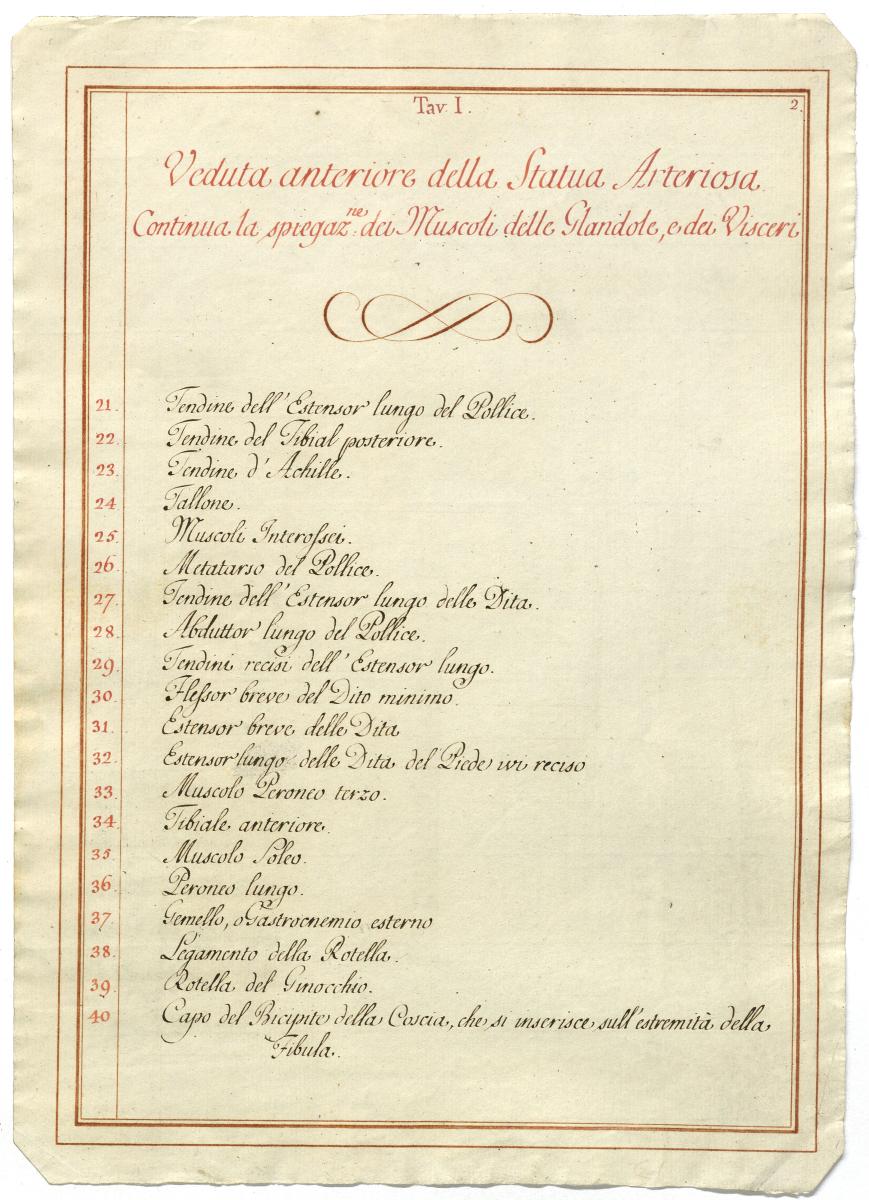 Tav. I. 2.
Veduta anteriore della Statua Arteriosa
Continua la spiegaz.ne dei Muscoli delle Glandole, e dei Visceri
21. Tendine dell'Estensor lungo del Pollice.
22. Tendine del Tibial posteriore.
23. Tendine d'Achille.
24 Tallone.
25. Muscoli Interoſsei.
26. Metatarso del Pollice.
27. Tendine dell'Estensor lungo delle Dita.
28. Abduttor lungo del Pollice.
29. Tendini recisi dell'Estensor lungo.
30. Fleſsor breve del Dito minimo.
31. Estensor breve delle Dita
32. Estensor lungo delle Dita del Piede ivi reciso
33. Muscolo Peroneo terzo.
34. Tibiale anteriore.
35. Muscolo Soleo.
36. Peroneo lungo.
37. Gemello, o Gastrocnemio esterno
38. Legamento della Rotella.
39. Rotella del Ginocchio.
40 Capo del Bicipite della Coscia, che si inserisce sull'estremità della
Fibula.